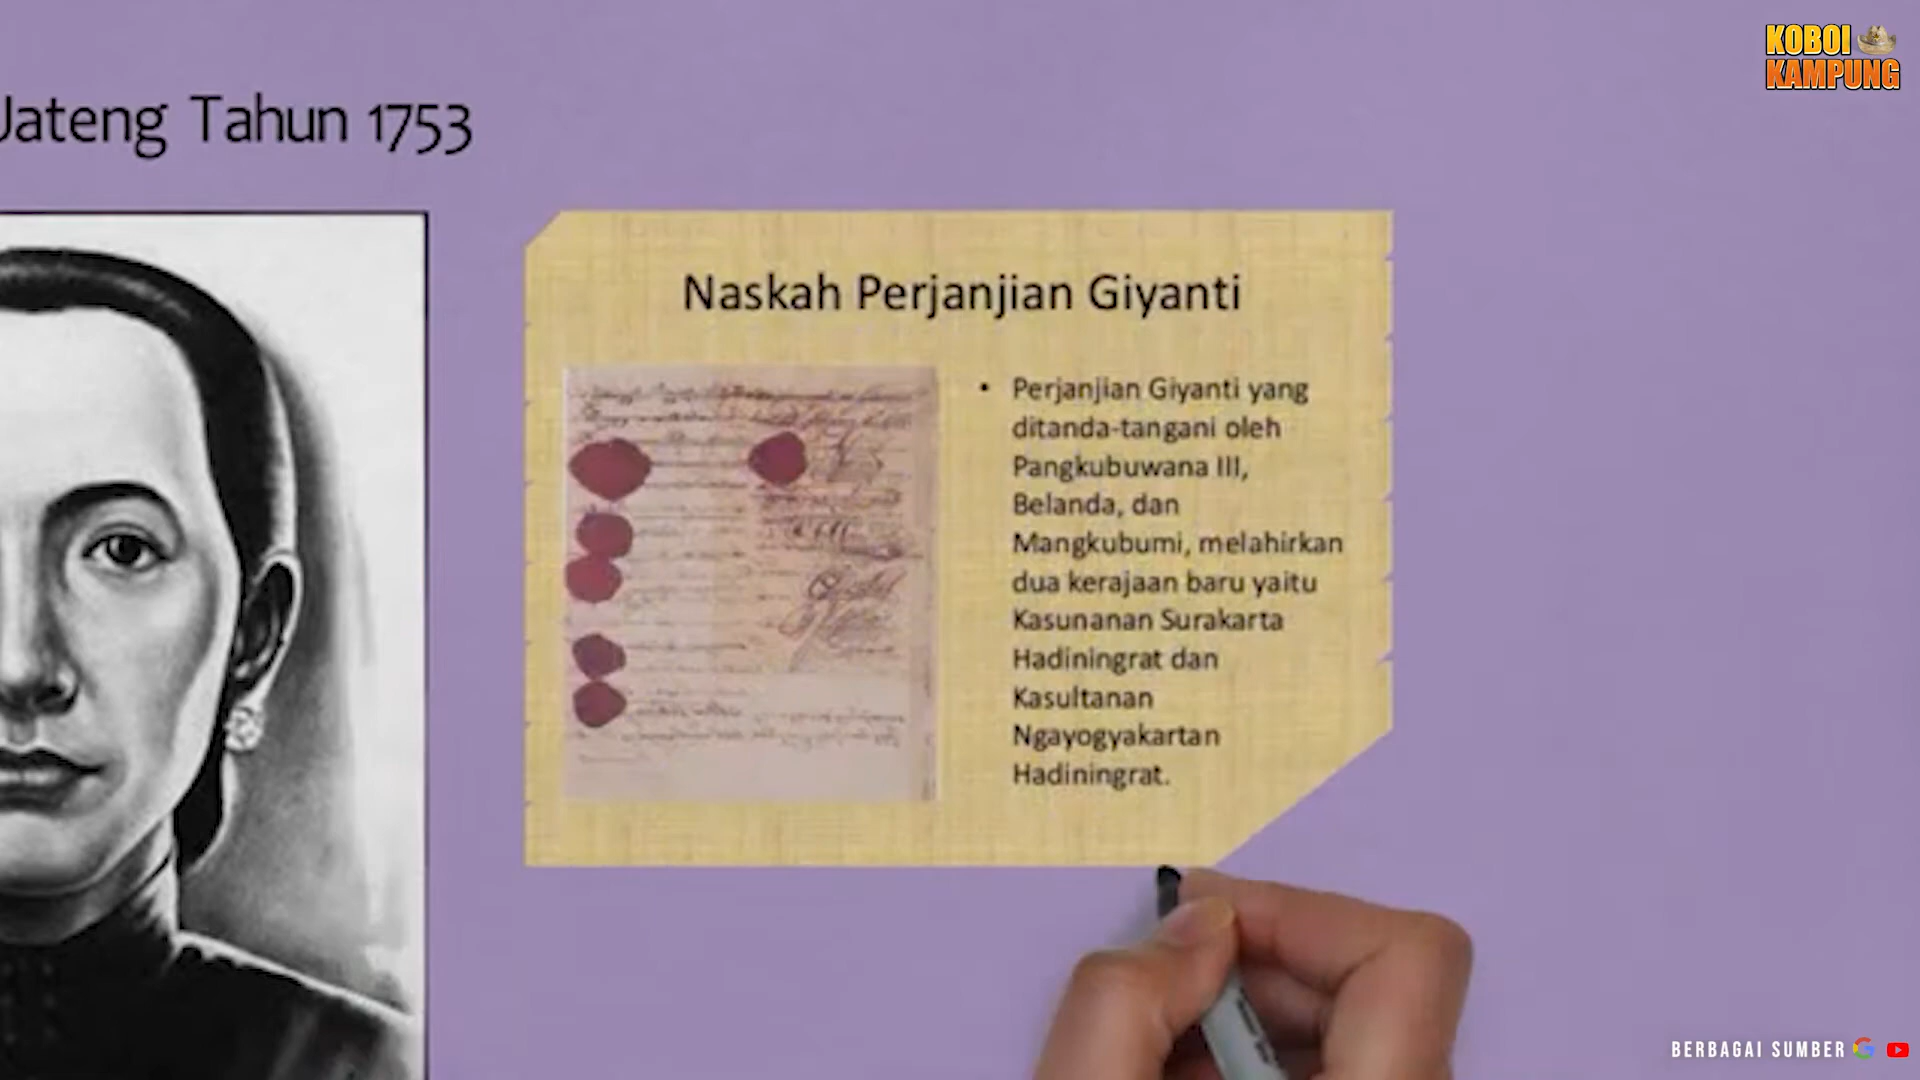 KOBOI
KAMPUNG
Jateng Tahun 1753
Naskah Perjanjian Giyanti
• Perjanjian Giyanti yang
ditanda-tangani oleh
Pangkubuwana III,
Belanda, dan
Mangkubumi, melahirkan
dua kerajaan baru yaitu
Kasunanan Surakarta
Hadiningrat dan
Kasultanan
Ngayogyakartan
Hadiningrat.
BERBAGAI SUMBER